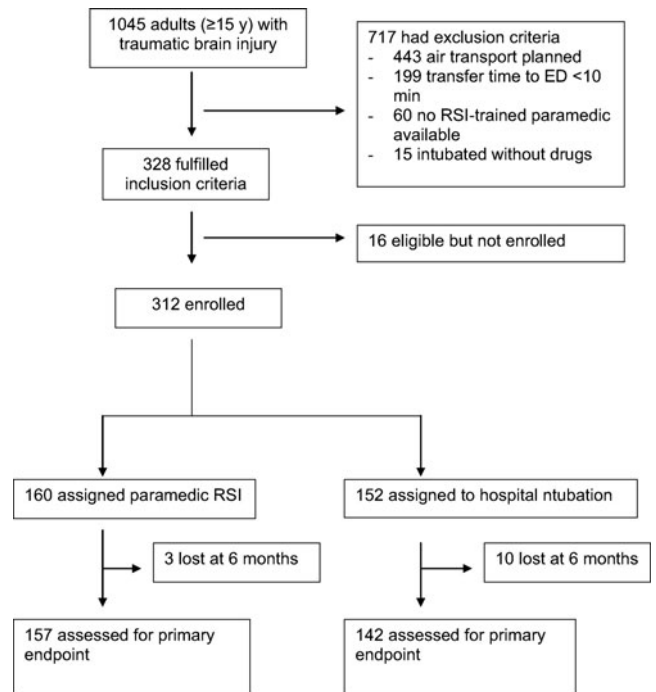 1045 adults (≥15 y) with
traumatic brain injury
717 had exclusion criteria
- 443 air transport planned
- 199 transfer time to ED <10
min
- 60 no RSI-trained paramedic
available
- 15 intubated without drugs
328 fulfilled
inclusion criteria
16 eligible but not enrolled
312 enrolled
160 assigned paramedic RSI
152 assigned to hospital ntubation
3 lost at 6 months
10 lost at 6 months
157 assessed for primary
endpoint
142 assessed for primary
endpoint